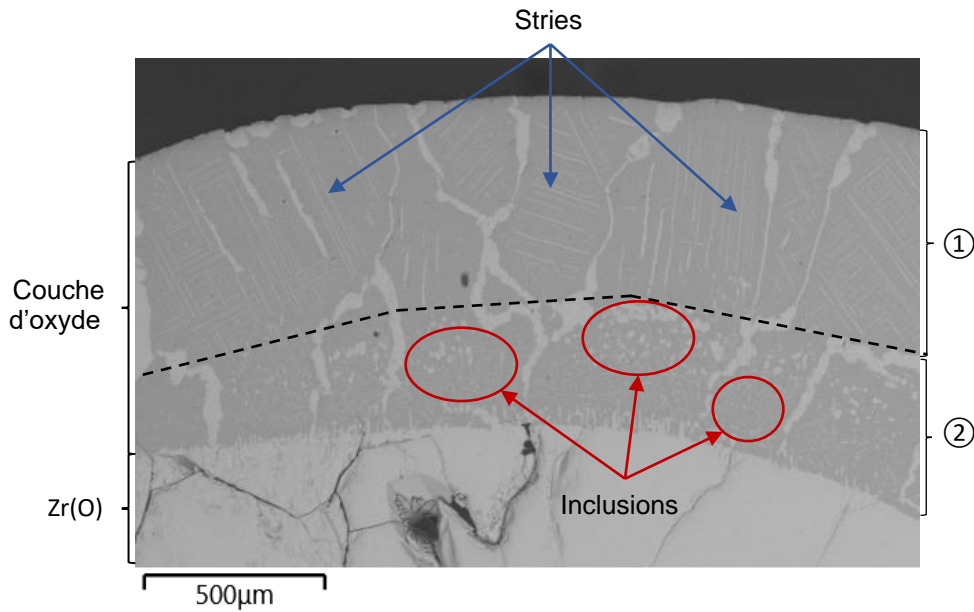 Stries
①
Couche
d'oxyde
②
Zr(O)
Inclusions
500µm